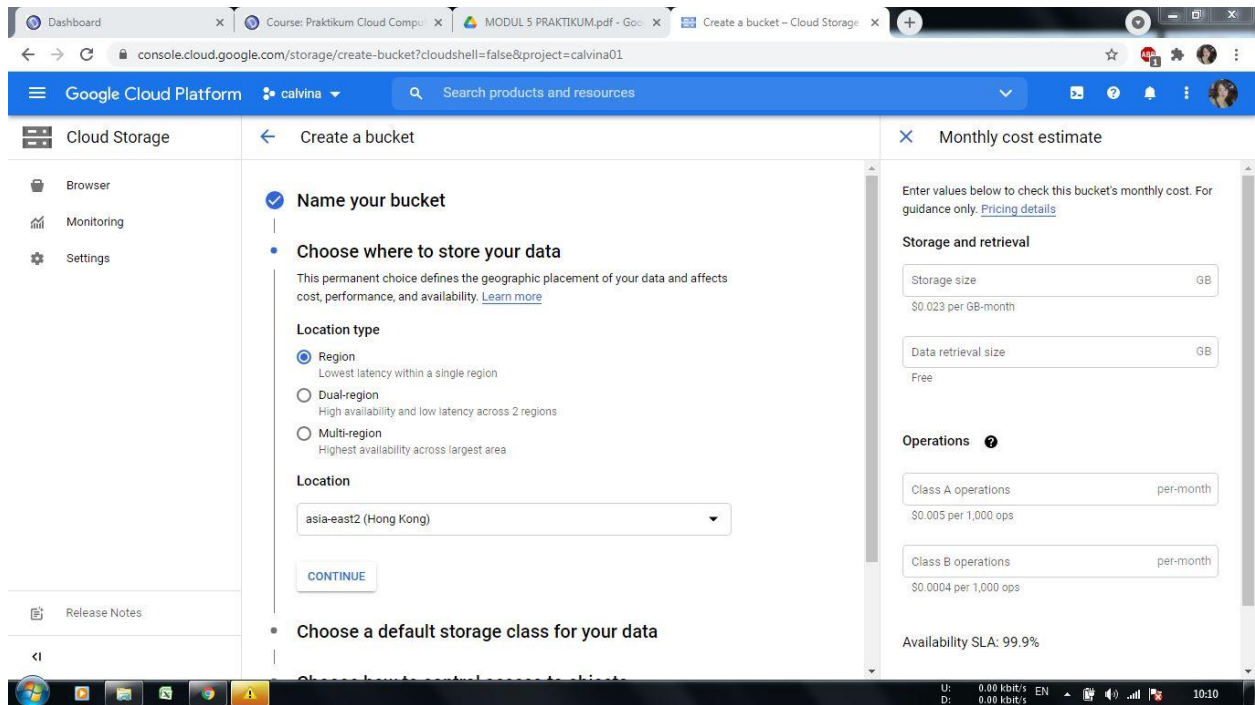 Dashboard
Course: Praktikum Cloud Compu
MODUL 5 PRAKTIKUM.pdf - Goo
Create a bucket – Cloud Storage
console.cloud.google.com/storage/create-bucket?cloudshell=false&project=calvina01
ABP
1
Google Cloud Platform
calvina
Search products and resources
Cloud Storage
Browser
Monitoring
Settings
Release Notes
Create a bucket
Name your bucket
Choose where to store your data
This permanent choice defines the geographic placement of your data and affects
cost, performance, and availability. Learn more
Location type
Region
Lowest latency within a single region
Dual-region
High availability and low latency across 2 regions
Multi-region
Highest availability across largest area
Location
asia-east2 (Hong Kong)
CONTINUE
Choose a default storage class for your data
Choose how to control access to objects
Monthly cost estimate
Enter values below to check this bucket's monthly cost. For
guidance only. Pricing details
Storage and retrieval
Storage size GB
$0.023 per GB-month
Data retrieval size GB
Free
Operations
Class A operations per-month
$0.005 per 1,000 ops
Class B operations per-month
$0.0004 per 1,000 ops
Availability SLA: 99.9%
U: 0.00 kbit/s
D: 0.00 kbit/s
EN
10:10